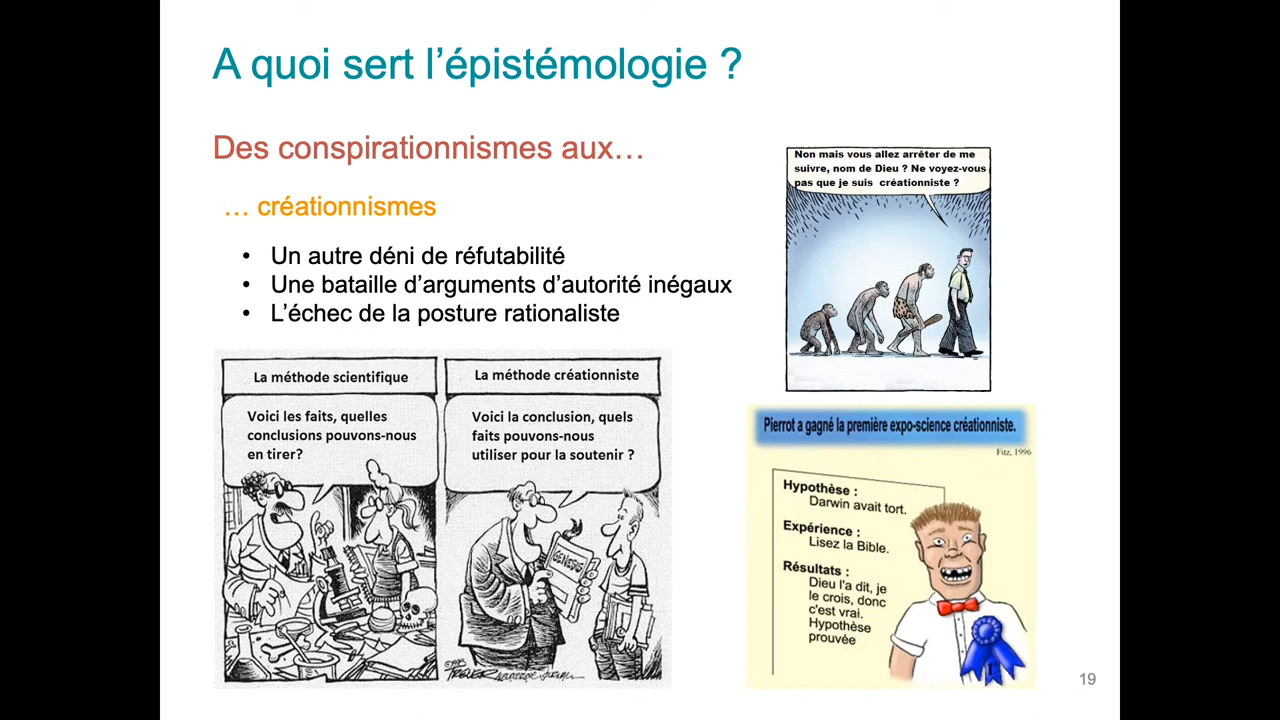 A quoi sert l’épistémologie ?
Des conspirationnismes aux…
… créationnismes
• Un autre déni de réfutabilité
• Une bataille d’arguments d’autorité inégaux
• L’échec de la posture rationaliste
La méthode scientifique
Voici les faits, quelles
conclusions pouvons-nous
en tirer?
La méthode créationniste
Voici la conclusion, quels
faits pouvons-nous
utiliser pour la soutenir ?
GENESIS
Non mais vous allez arrêter de me
suivre, nom de Dieu ? Ne voyez-vous
pas que je suis créationniste ?
Pierrot a gagné la première expo-science créationniste.
Fitz, 1996
Hypothèse :
Darwin avait tort.
Expérience :
Lisez la Bible.
Résultats :
Dieu l'a dit, je
le crois, donc
c'est vrai.
Hypothèse
prouvée
19